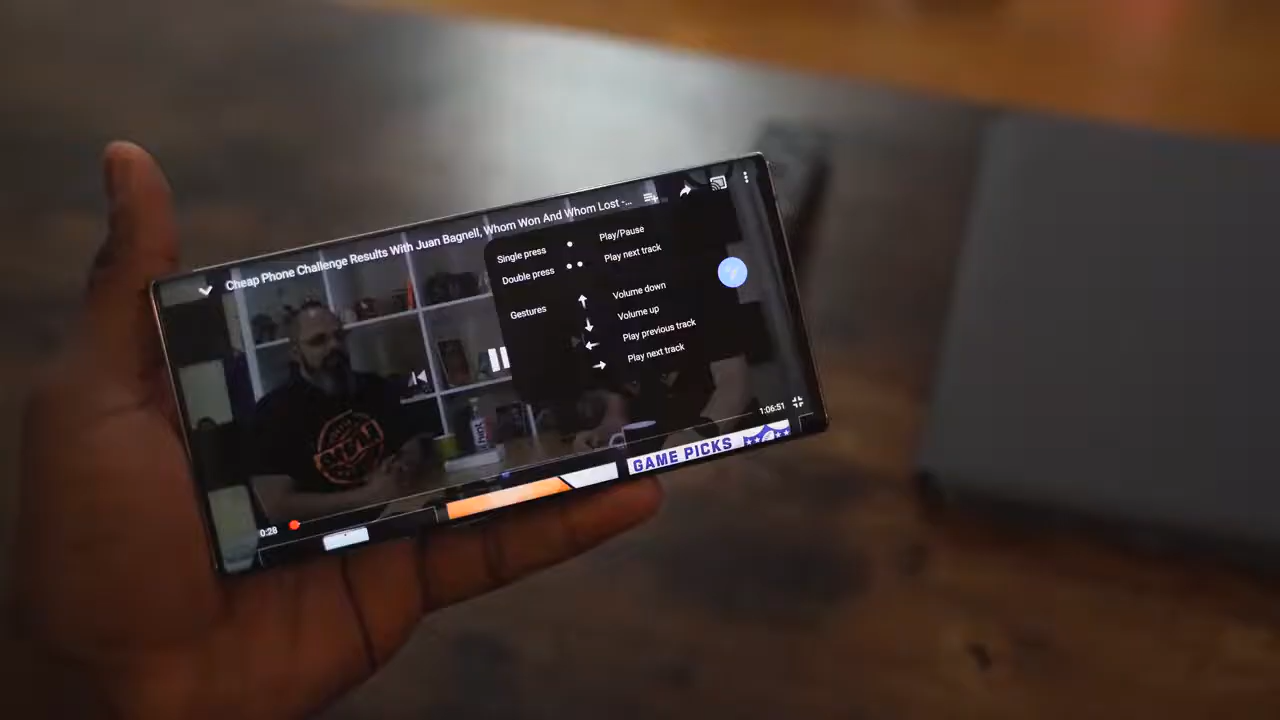 Cheap Phone Challenge Results With Juan Bagnell, Whom Won And Whom Lost -...
Single press
Play/Pause
Double press
Play next track
Gestures
Volume down
Volume up
Play previous track
Play next track
1:06:51
0:28
GAME PICKS